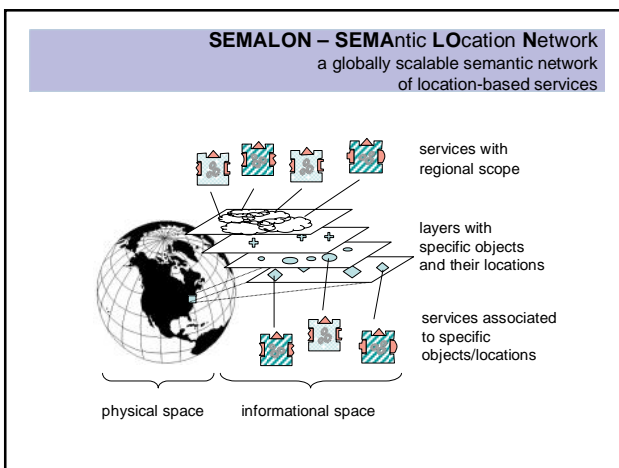 SEMALON – SEMAntic LOcation Network
a globally scalable semantic network
of location-based services
services with
regional scope
layers with
specific objects
and their locations
services associated
to specific
objects/locations
physical space
informational space